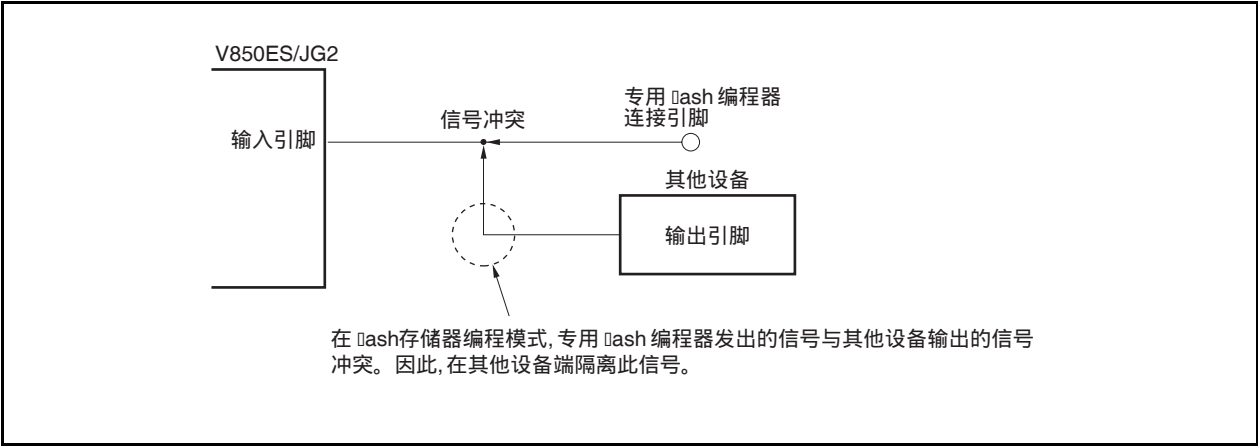 V850ES/JG2
专用 ▯ash 编程器
连接引脚
信号冲突
输入引脚
其他设备
输出引脚
在 ▯ash存储器编程模式, 专用 ▯ash 编程器发出的信号与其他设备输出的信号
冲突。因此, 在其他设备端隔离此信号。